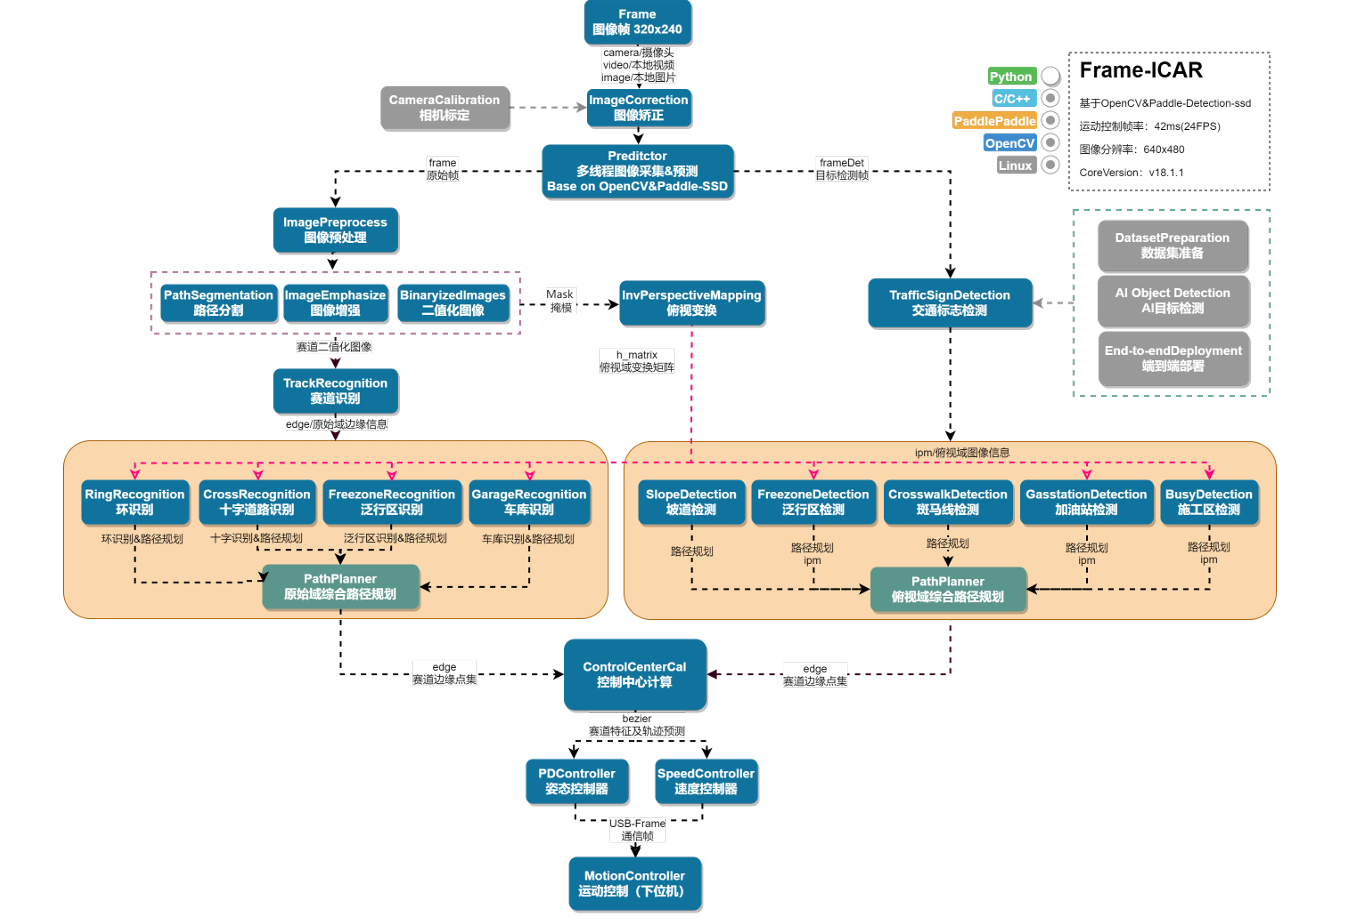 Frame
图像帧 320x240
camera/摄像头
video/本地视频
image/本地图片
CameraCalibration
相机标定
ImageCorrection
图像矫正
Python
C/C++
PaddlePaddle
OpenCV
Linux
Frame-ICAR
基于OpenCV&Paddle-Detection-ssd
运动控制帧率：42ms(24FPS)
图像分辨率：640x480
CoreVersion：v18.1.1
frame
原始帧
Preditctor
多线程图像采集&预测
Base on OpenCV&Paddle-SSD
frameDet
目标检测帧
ImagePreprocess
图像预处理
PathSegmentation
路径分割
ImageEmphasize
图像增强
BinaryizedImages
二值化图像
Mask
掩模
InvPerspectiveMapping
俯视变换
TrafficSignDetection
交通标志检测
DatasetPreparation
数据集准备
AI Object Detection
AI目标检测
End-to-endDeployment
端到端部署
赛道二值化图像
h_matrix
俯视域变换矩阵
TrackRecognition
赛道识别
edge/原始域边缘信息
ipm/俯视域图像信息
RingRecognition
环识别
CrossRecognition
十字道路识别
FreezoneRecognition
泛行区识别
GarageRecognition
车库识别
SlopeDetection
坡道检测
FreezoneDetection
泛行区检测
CrosswalkDetection
斑马线检测
GasstationDetection
加油站检测
BusyDetection
施工区检测
环识别&路径规划
十字识别&路径规划
泛行区识别&路径规划
车库识别&路径规划
路径规划
路径规划
ipm
路径规划
路径规划
ipm
路径规划
ipm
PathPlanner
原始域综合路径规划
PathPlanner
俯视域综合路径规划
edge
赛道边缘点集
ControlCenterCal
控制中心计算
edge
赛道边缘点集
bezier
赛道特征及轨迹预测
PDController
姿态控制器
SpeedController
速度控制器
USB-Frame
通信帧
MotionController
运动控制（下位机）